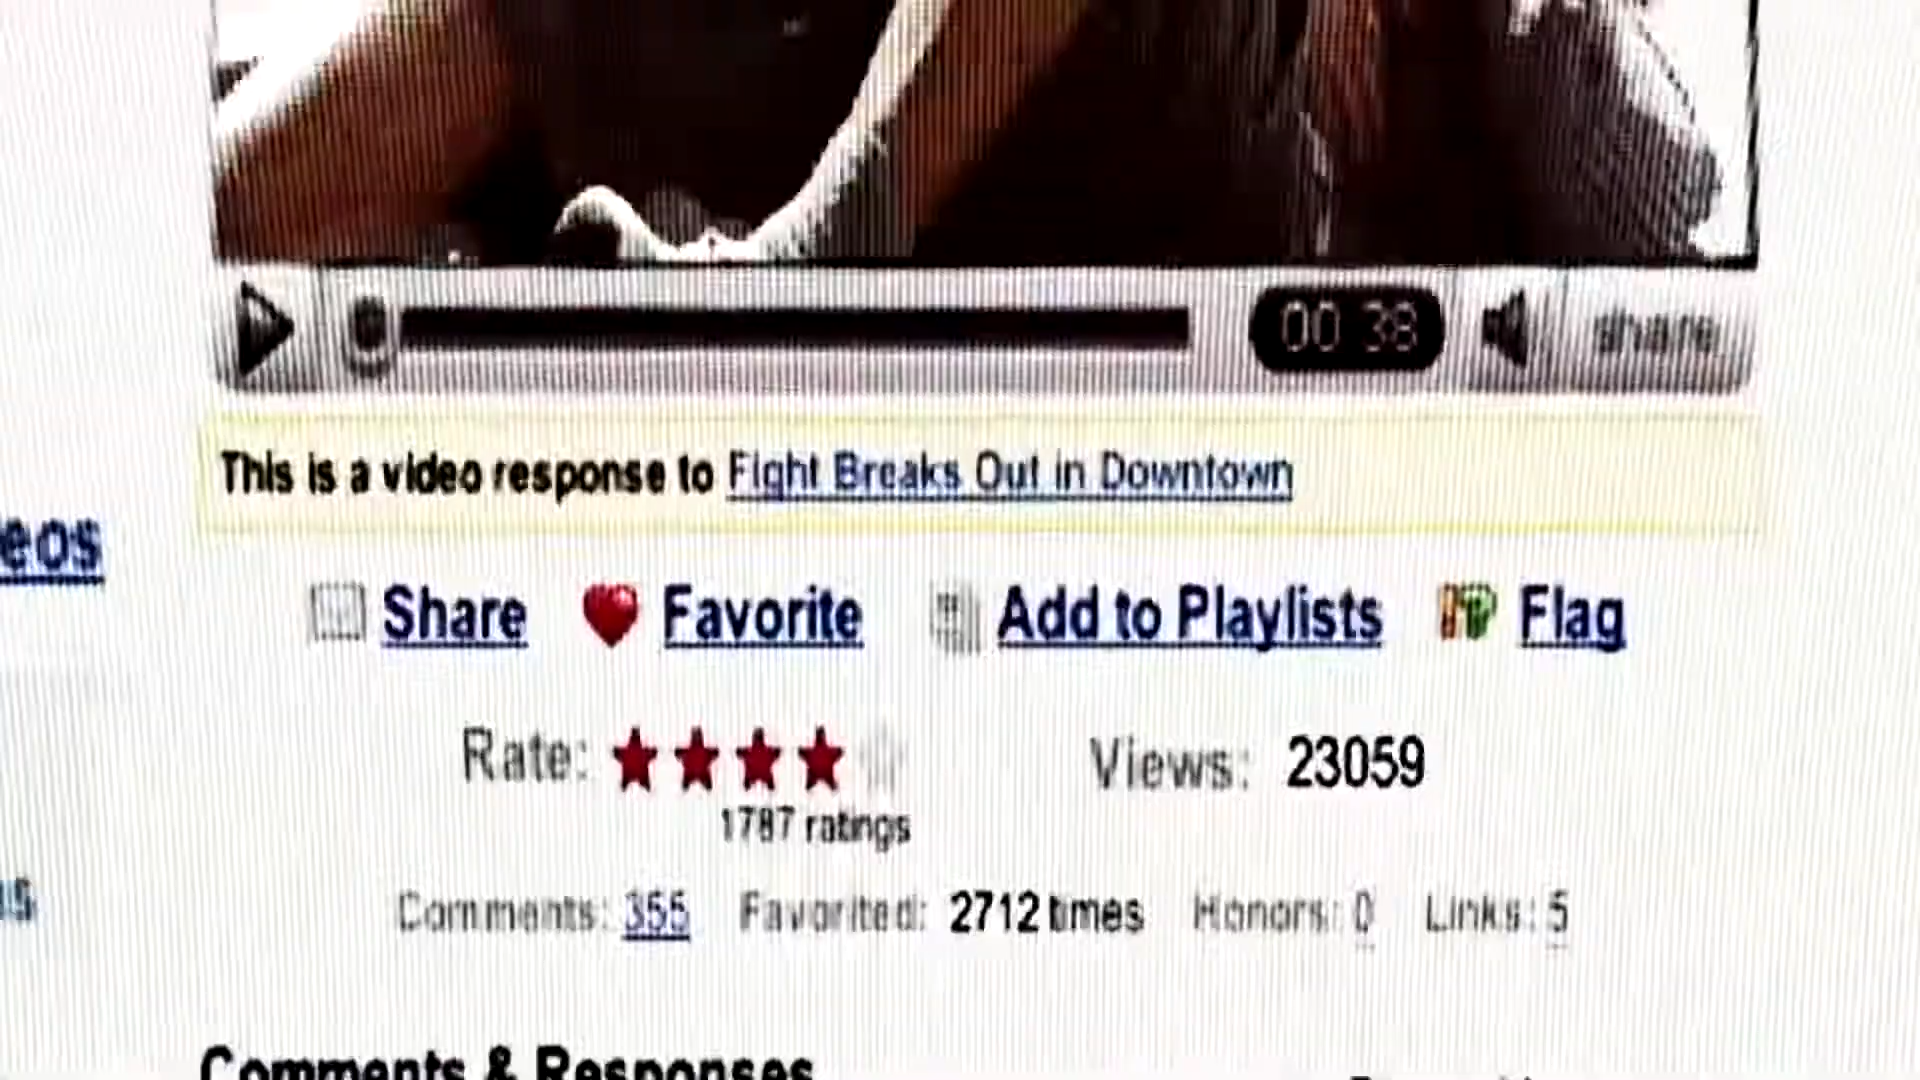 00 38 share
This is a video response to Fight Breaks Out in Downtown
eos
Share Favorite Add to Playlists Flag
Rate: Views: 23059
1787 ratings
Comments: 355 Favorited: 2712 times Honors: 0 Links: 5
Comments & Responses